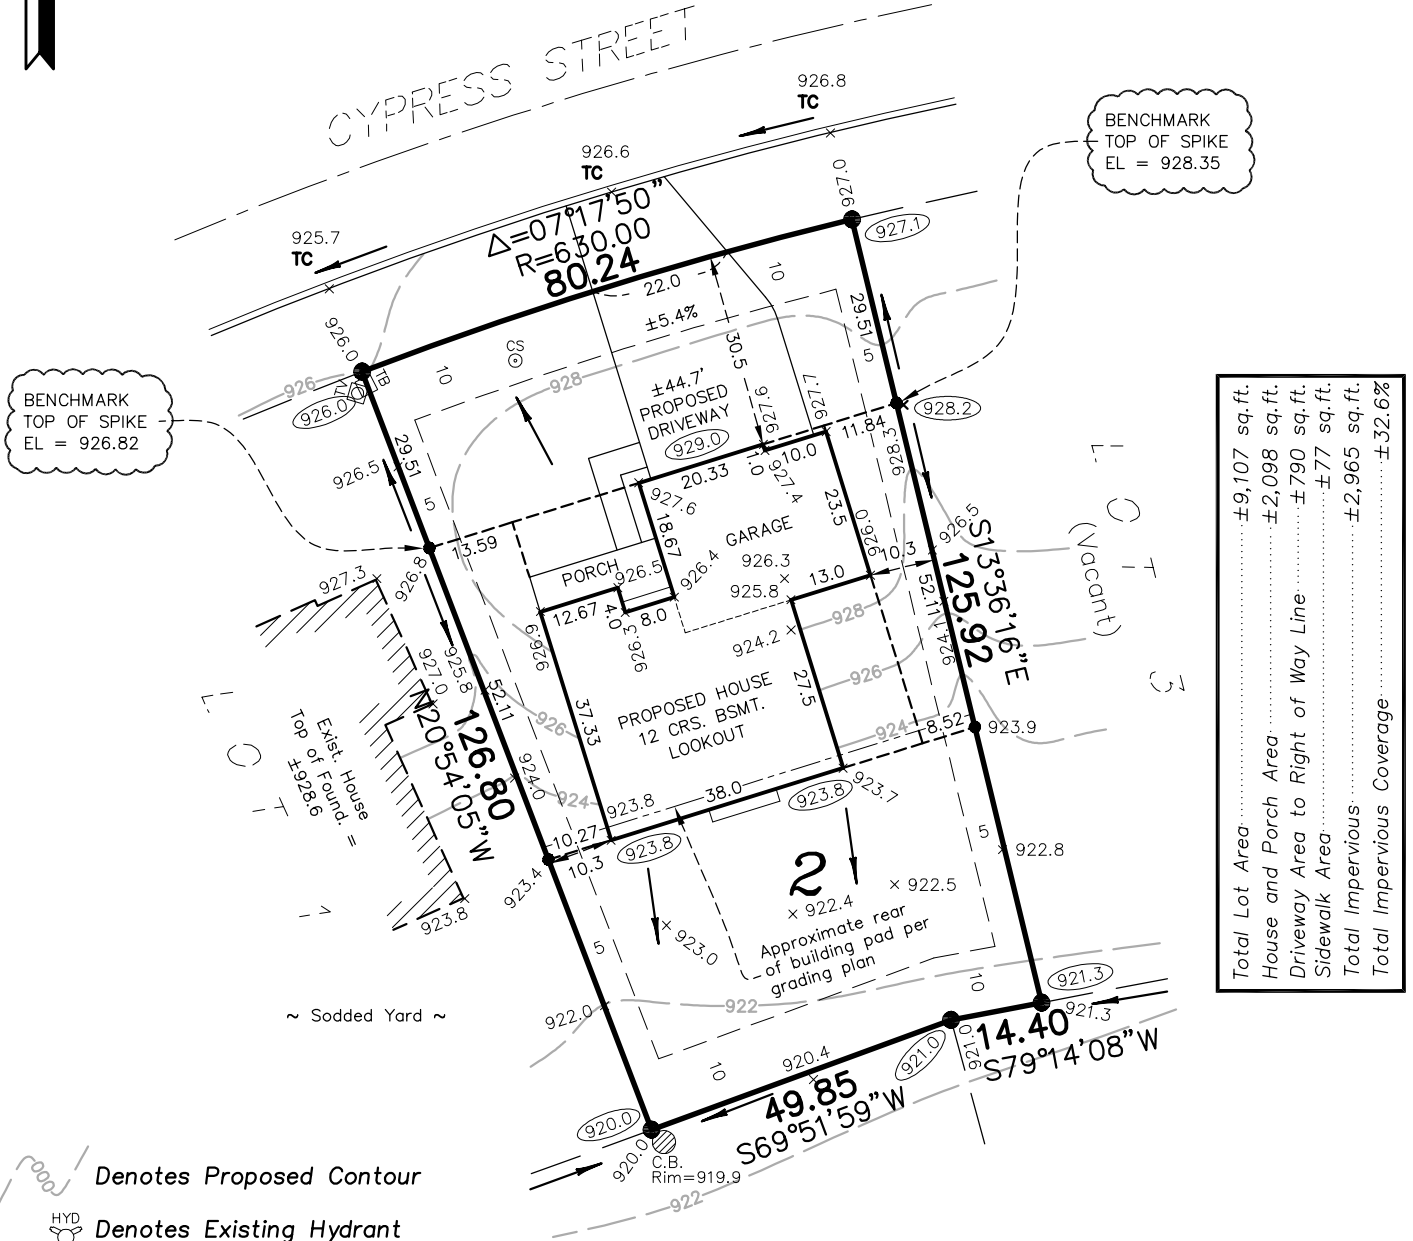 CYPRESS STREET
926.8
TC
926.6
TC
925.7
TC
BENCHMARK
TOP OF SPIKE
EL = 928.35
BENCHMARK
TOP OF SPIKE
EL = 926.82
Δ=07°17'50"
R=630.00
80.24
927.0
927.1
926.0
926.0
TV
TB
CS
926
928
10
10
22.0
±5.4%
30.5
29.51
5
±44.7'
PROPOSED
DRIVEWAY
929.0
927.6
927.7
11.84
928.2
928.3
29.51
926.5
5
20.33
1.0
10.0
927.4
927.6
18.67
GARAGE
23.5
926.0
926.5
10.3
13.59
926.8
PORCH
926.5
926.4
926.3
925.8
13.0
12.67
4.0
8.0
926.9
926.3
924.2
928
52.11
924.1
S13°36'16"E
125.92
927.3
927.0
925.8
52.11
N20°54'05"W
126.80
926
37.33
PROPOSED HOUSE
12 CRS. BSMT.
LOOKOUT
27.5
926
924
8.52
923.9
924.0
924
923.8
38.0
923.8
923.7
10.27
10.3
923.8
923.4
Exist. House
Top of Found. =
±928.6
923.8
LOT
1
LOT
3
(Vacant)
2
5
922.8
922.5
922.4
923.0
Approximate rear
of building pad per
grading plan
5
922
922.0
10
921.3
921.3
~ Sodded Yard ~
10
920.4
921.0
921.0
14.40
S79°14'08"W
49.85
S69°51'59"W
920.0
920.0
C.B.
Rim=919.9
922
Total Lot Area ±9,107 sq.ft.
House and Porch Area ±2,098 sq.ft.
Driveway Area to Right of Way Line ±790 sq.ft.
Sidewalk Area ±77 sq.ft.
Total Impervious ±2,965 sq.ft.
Total Impervious Coverage ±32.6%
000
Denotes Proposed Contour
HYD
Denotes Existing Hydrant